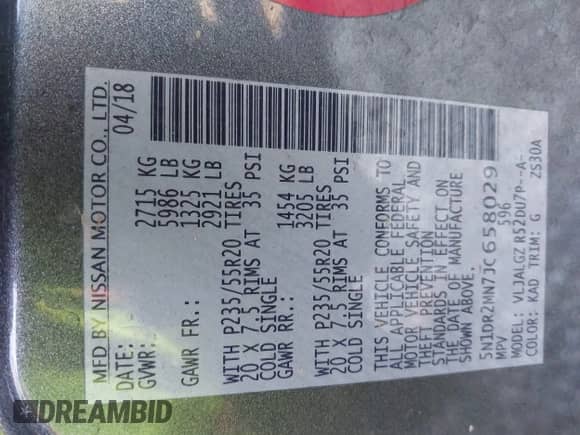 MFD BY NISSAN MOTOR CO., LTD.
DATE: 04/18
GVWR: 2715 KG
5986 LB
GAWR FR.: 1325 KG
2921 LB
WITH P235/55R20 TIRES
20 X 7.5 RIMS AT 35 PSI
COLD SINGLE
GAWR RR.: 1454 KG
3205 LB
WITH P235/55R20 TIRES
20 X 7.5 RIMS AT 35 PSI
COLD SINGLE
THIS VEHICLE CONFORMS TO
ALL APPLICABLE FEDERAL
MOTOR VEHICLE SAFETY AND
THEFT PREVENTION
STANDARDS IN EFFECT ON
THE DATE OF MANUFACTURE
SHOWN ABOVE.
5N1DR2MN7JC658029
MPV 596
MODEL: VL3ALGZ R52DU7P--A-
COLOR: KAD TRIM: G ZS30A
DREAMBID